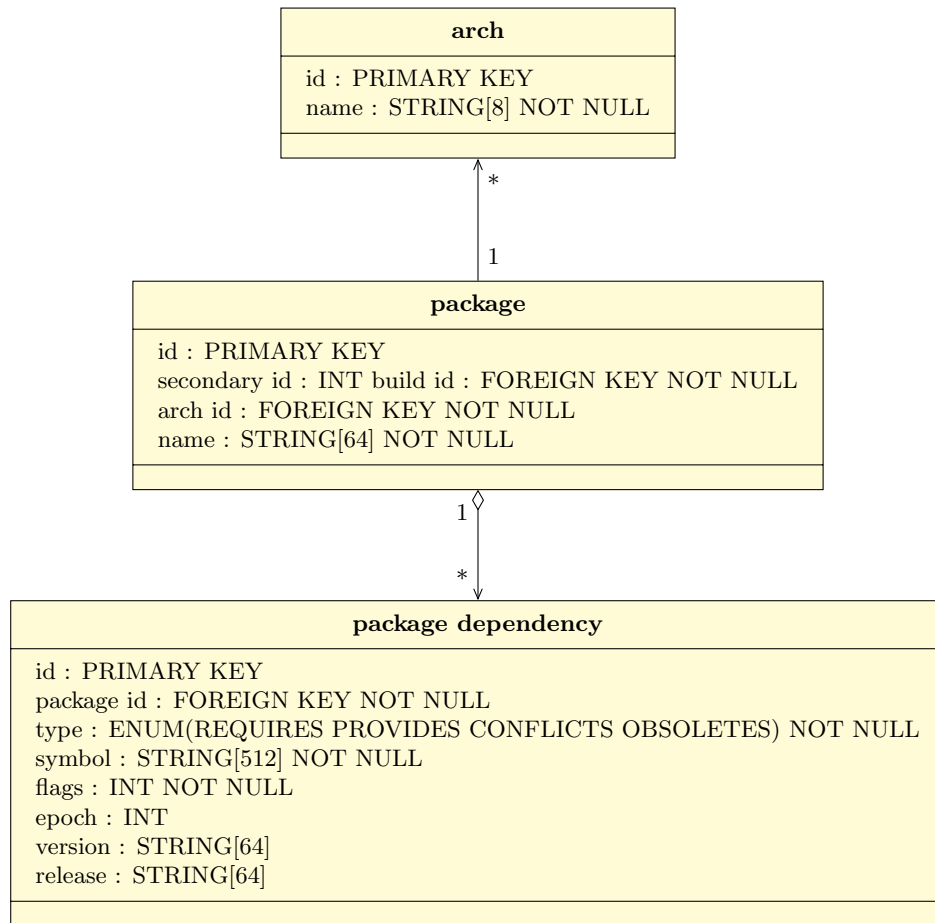 arch
id : PRIMARY KEY
name : STRING[8] NOT NULL
*
1
package
id : PRIMARY KEY
secondary id : INT build id : FOREIGN KEY NOT NULL
arch id : FOREIGN KEY NOT NULL
name : STRING[64] NOT NULL
1
*
package dependency
id : PRIMARY KEY
package id : FOREIGN KEY NOT NULL
type : ENUM(REQUIRES PROVIDES CONFLICTS OBSOLETES) NOT NULL
symbol : STRING[512] NOT NULL
flags : INT NOT NULL
epoch : INT
version : STRING[64]
release : STRING[64]